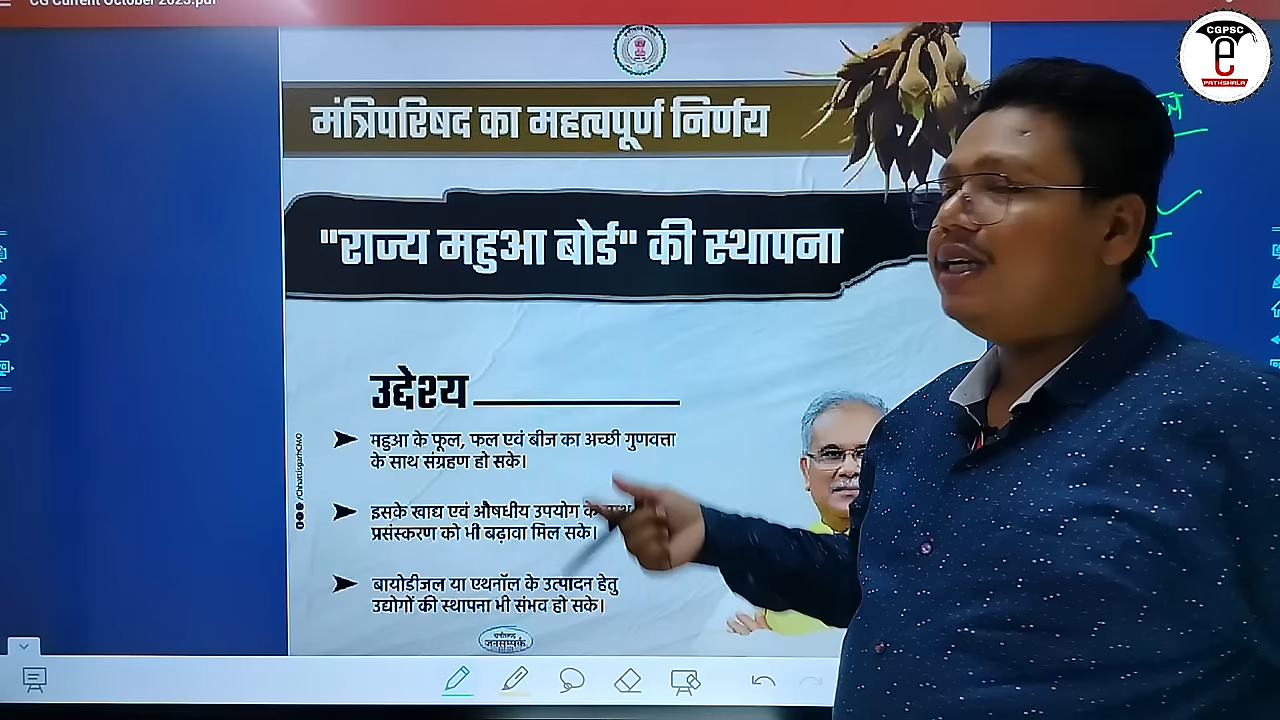 CG Current October 2023.pdf
CGPSC
e
PATHSHALA
मंत्रिपरिषद का महत्वपूर्ण निर्णय
"राज्य महुआ बोर्ड" की स्थापना
उद्देश्य
महुआ के फूल, फल एवं बीज का अच्छी गुणवत्ता
के साथ संग्रहण हो सके।
इसके खाद्य एवं औषधीय उपयोग के साथ
प्रसंस्करण को भी बढ़ावा मिल सके।
बायोडीजल या एथनॉल के उत्पादन हेतु
उद्योगों की स्थापना भी संभव हो सके।
/ChhattisgarhCMO
जनसम्पर्क